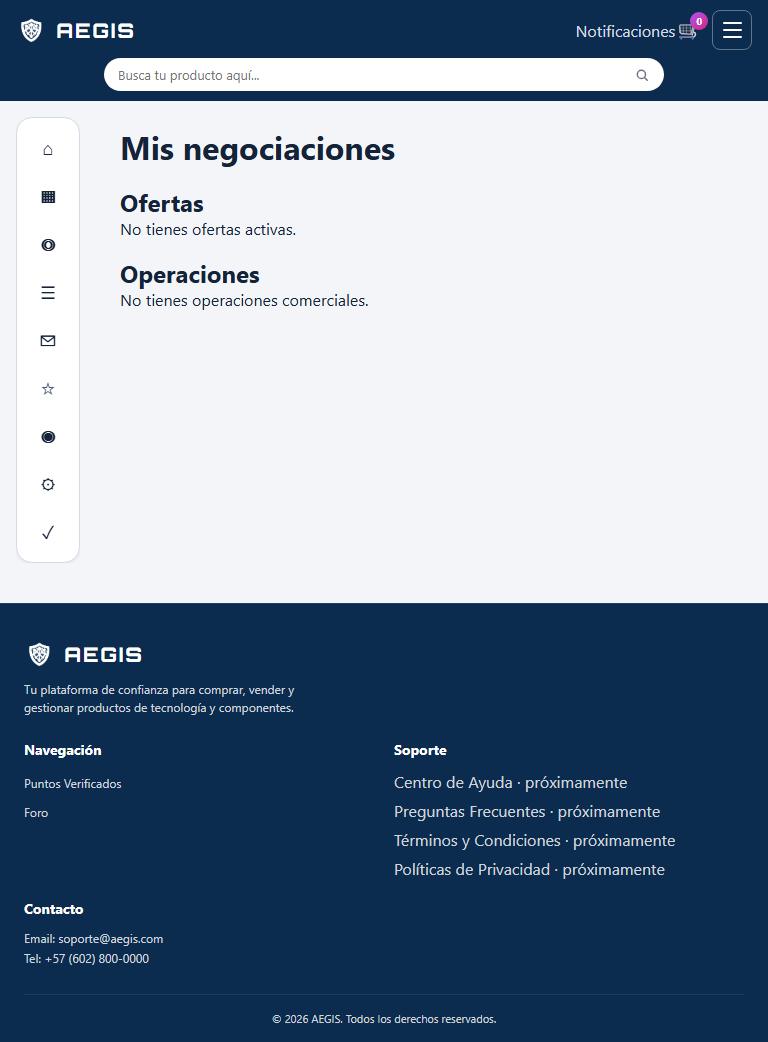 AEGIS
Notificaciones
0
Busca tu producto aquí...
Mis negociaciones
Ofertas
No tienes ofertas activas.
Operaciones
No tienes operaciones comerciales.
AEGIS
Tu plataforma de confianza para comprar, vender y
gestionar productos de tecnología y componentes.
Navegación
Puntos Verificados
Foro
Soporte
Centro de Ayuda · próximamente
Preguntas Frecuentes · próximamente
Términos y Condiciones · próximamente
Políticas de Privacidad · próximamente
Contacto
Email: soporte@aegis.com
Tel: +57 (602) 800-0000
© 2026 AEGIS. Todos los derechos reservados.